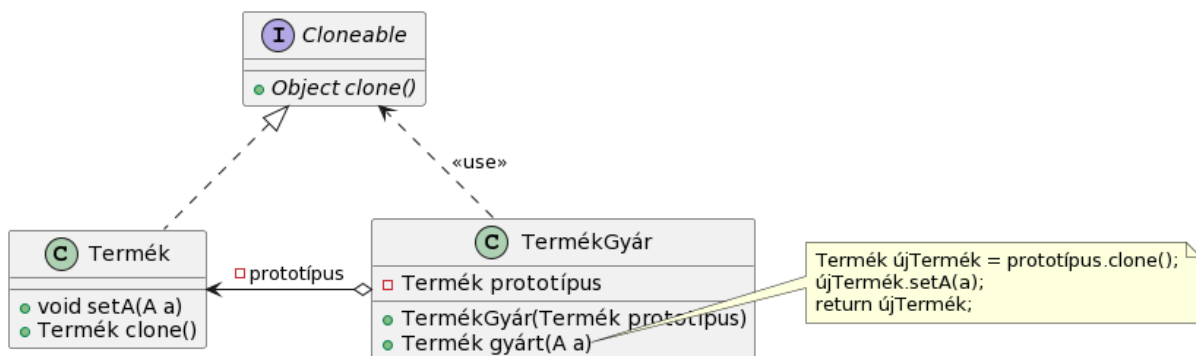 I Cloneable
Object clone()
«use»
C Termék
void setA(A a)
Termék clone()
prototípus
C TermékGyár
Termék prototípus
TermékGyár(Termék prototípus)
Termék gyárt(A a)
Termék újTermék = prototípus.clone();
újTermék.setA(a);
return újTermék;